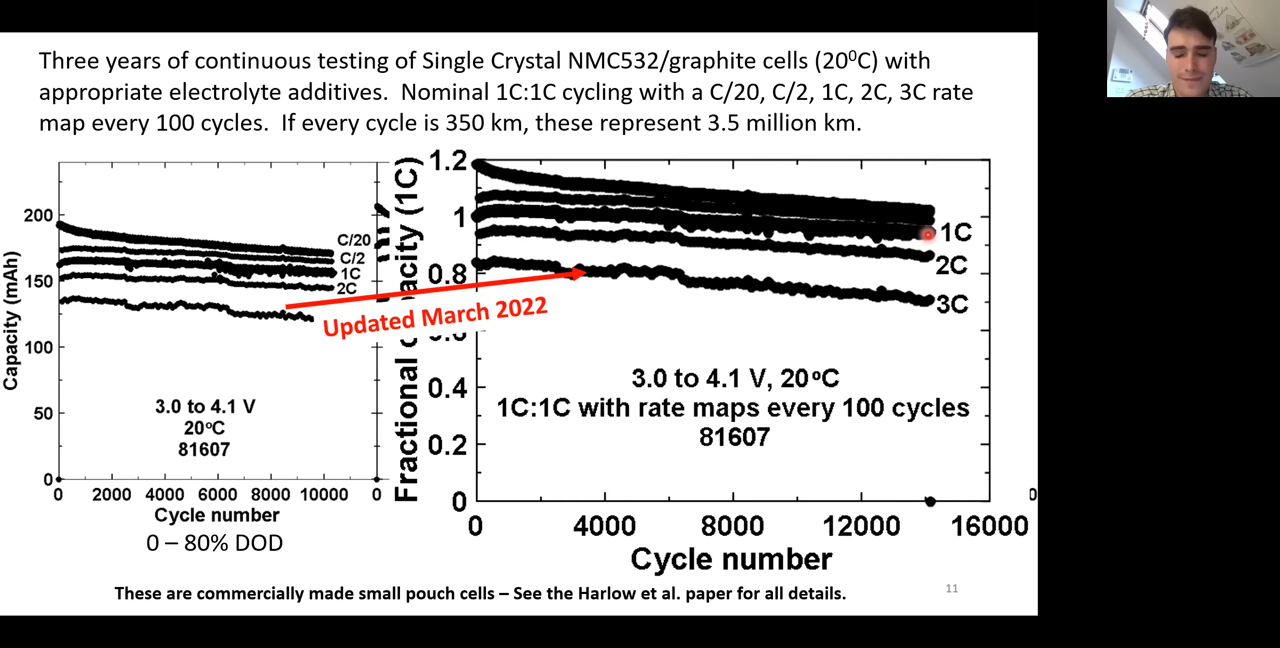 Three years of continuous testing of Single Crystal NMC532/graphite cells (20⁰C) with
appropriate electrolyte additives. Nominal 1C:1C cycling with a C/20, C/2, 1C, 2C, 3C rate
map every 100 cycles. If every cycle is 350 km, these represent 3.5 million km.
Capacity (mAh)
200
150
100
50
0
C/20
C/2
1C
2C
3.0 to 4.1 V
20ºC
81607
0 2000 4000 6000 8000 10000 0
Cycle number
0 – 80% DOD
Updated March 2022
(1C)
Fractional
1.2
1
0.8
0.4
0.2
0
1C
2C
3C
3.0 to 4.1 V, 20ºC
1C:1C with rate maps every 100 cycles
81607
0 4000 8000 12000 16000
0
Cycle number
These are commercially made small pouch cells – See the Harlow et al. paper for all details.
11